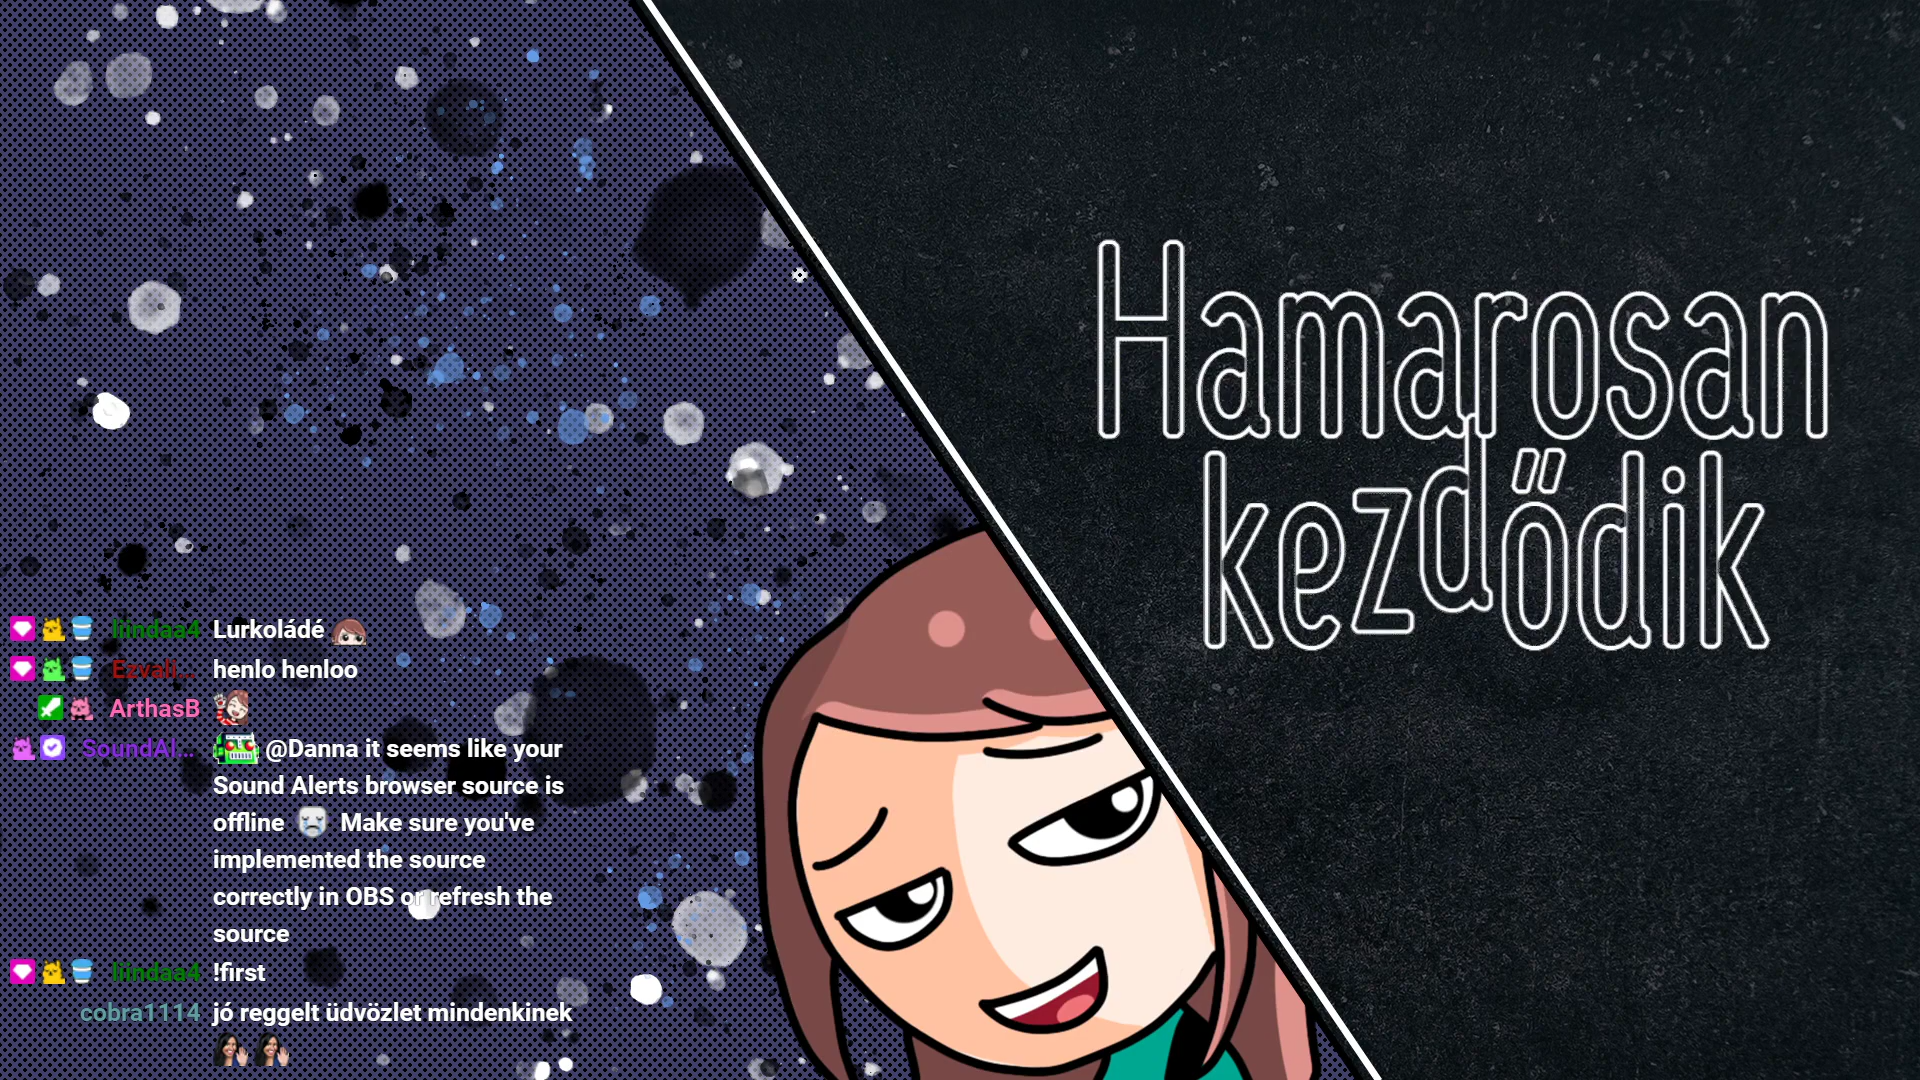 Hamarosan
kezdődik
liindaa4 Lurkoládé
Ezvali... henlo henloo
ArthasB
SoundAl... @Danna it seems like your
Sound Alerts browser source is
offline Make sure you've
implemented the source
correctly in OBS or refresh the
source
liindaa4 !first
cobra1114 jó reggelt üdvözlet mindenkinek